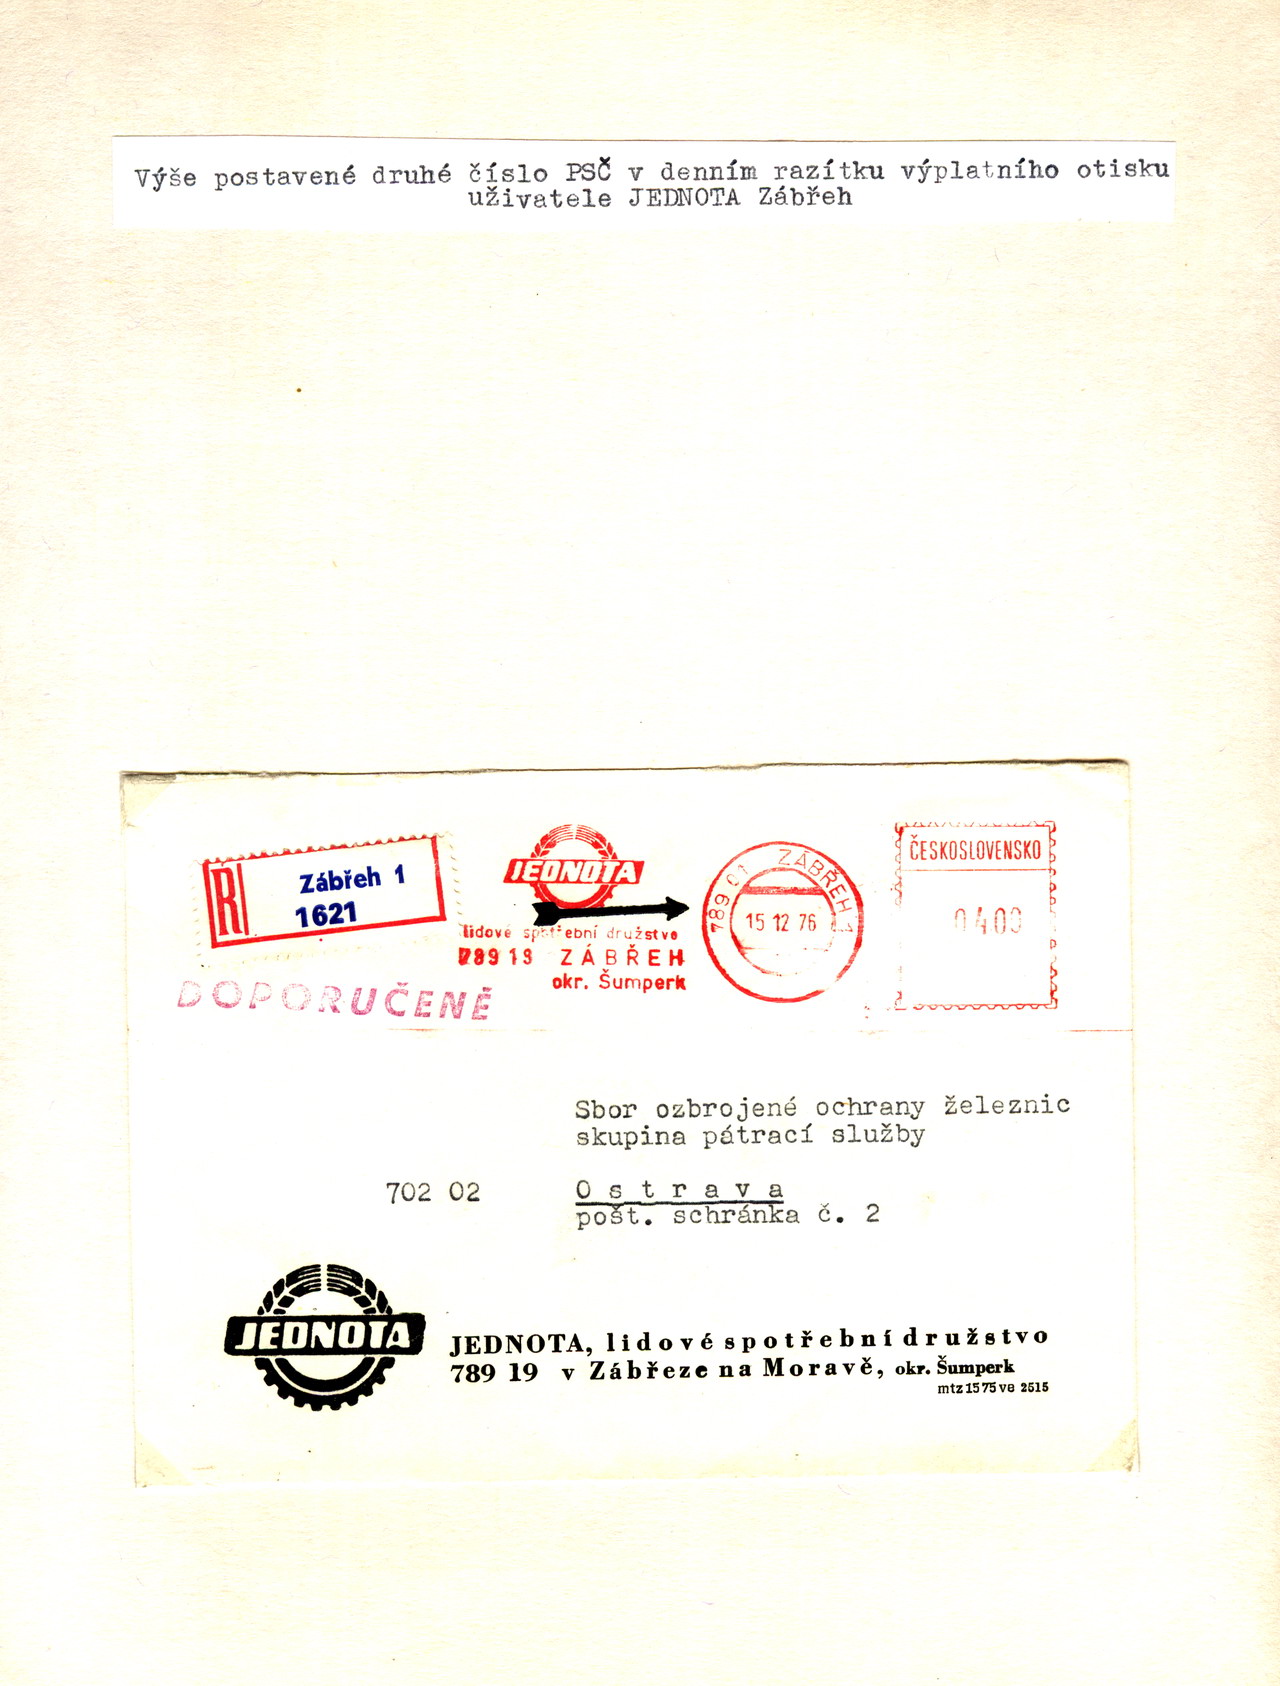 Výše postavené druhé číslo PSČ v denním razítku výplatního otisku
uživatele JEDNOTA Zábřeh
R
Zábřeh 1
1621
DOPORUČENĚ
JEDNOTA
lidové spotřební družstvo
789 19 ZÁBŘEH
okr. Šumperk
789 01 ZÁBŘEH 1
15 12 76
ČESKOSLOVENSKO
0400
Sbor ozbrojené ochrany železnic
skupina pátrací služby
702 02 Ostrava
pošt. schránka č. 2
JEDNOTA
JEDNOTA, lidové spotřební družstvo
789 19 v Zábřeze na Moravě, okr. Šumperk
mtz 1575 ve 2515